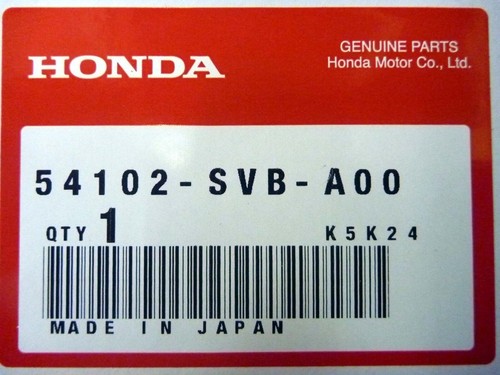 HONDA
GENUINE PARTS
Honda Motor Co., Ltd.
54102-SVB-A00
QTY 1 K5K24
MADE IN JAPAN